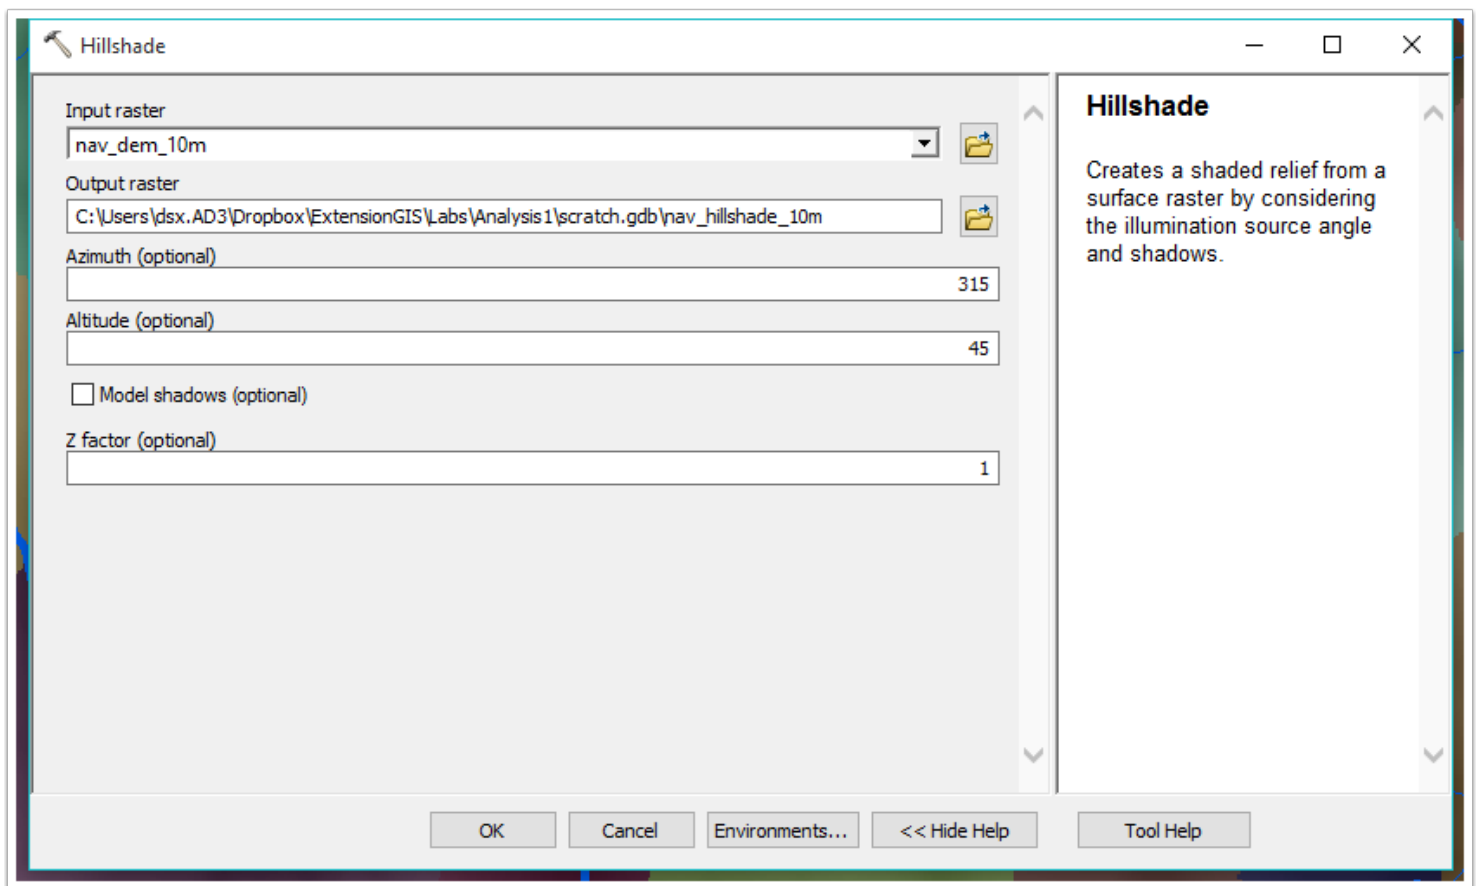 Hillshade
Input raster
nav_dem_10m
Output raster
C:\Users\dsx.AD3\Dropbox\ExtensionGIS\Labs\Analysis1\scratch.gdb\nav_hillshade_10m
Azimuth (optional)
315
Altitude (optional)
45
Model shadows (optional)
Z factor (optional)
1
Hillshade
Creates a shaded relief from a
surface raster by considering
the illumination source angle
and shadows.
OK
Cancel
Environments...
<< Hide Help
Tool Help